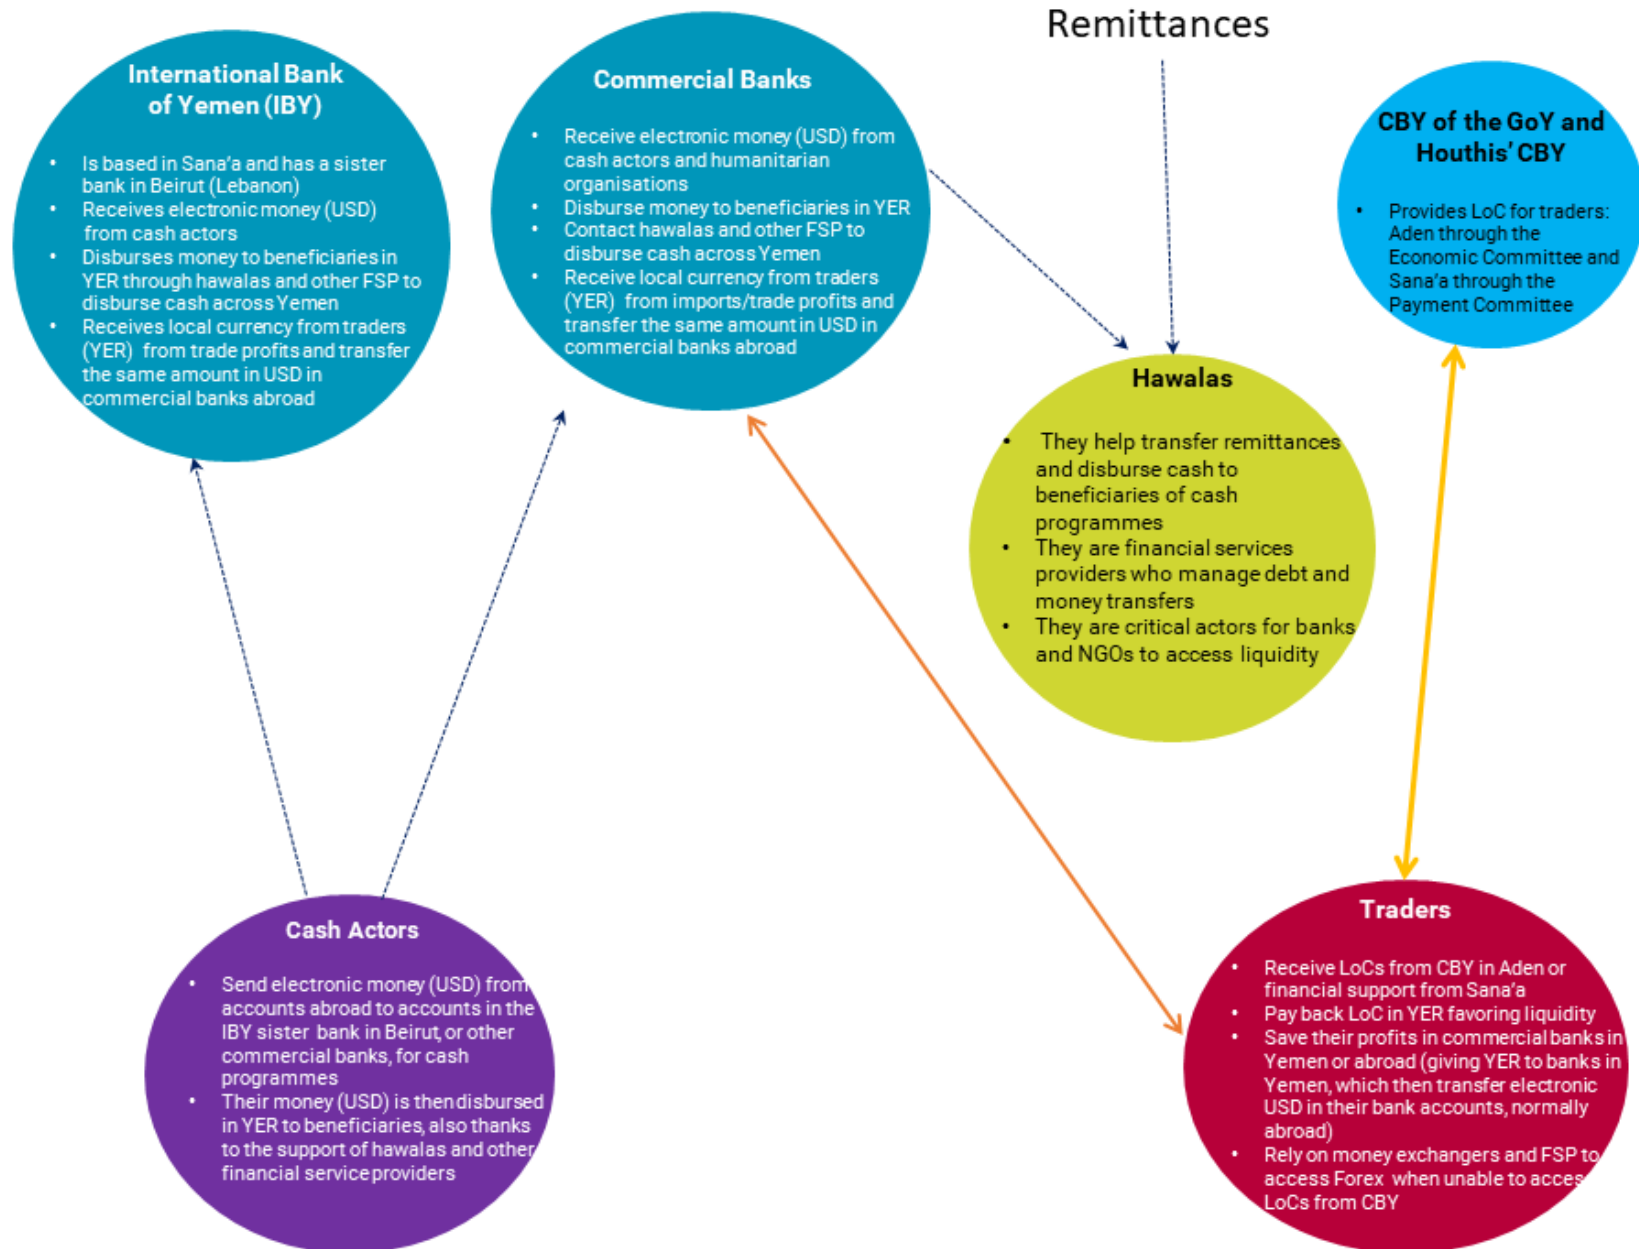 Remittances
International Bank
of Yemen (IBY)
• Is based in Sana’a and has a sister
bank in Beirut (Lebanon)
• Receives electronic money (USD)
from cash actors
• Disburses money to beneficiaries in
YER through hawalas and other FSP to
disburse cash across Yemen
• Receives local currency from traders
(YER) from trade profits and transfer
the same amount in USD in
commercial banks abroad
Commercial Banks
• Receive electronic money (USD) from
cash actors and humanitarian
organisations
• Disburse money to beneficiaries in YER
• Contact hawalas and other FSP to
disburse cash across Yemen
• Receive local currency from traders
(YER) from imports/trade profits and
transfer the same amount in USD in
commercial banks abroad
CBY of the GoY and
Houthis’ CBY
• Provides LoC for traders:
Aden through the
Economic Committee and
Sana’a through the
Payment Committee
Hawalas
• They help transfer remittances
and disburse cash to
beneficiaries of cash
programmes
• They are financial services
providers who manage debt and
money transfers
• They are critical actors for banks
and NGOs to access liquidity
Cash Actors
• Send electronic money (USD) from
accounts abroad to accounts in the
IBY sister bank in Beirut, or other
commercial banks, for cash
programmes
• Their money (USD) is then disbursed
in YER to beneficiaries, also thanks
to the support of hawalas and other
financial service providers
Traders
• Receive LoCs from CBY in Aden or
financial support from Sana’a
• Pay back LoC in YER favoring liquidity
• Save their profits in commercial banks in
Yemen or abroad (giving YER to banks in
Yemen, which then transfer electronic
USD in their bank accounts, normally
abroad)
• Rely on money exchangers and FSP to
access Forex when unable to access
LoCs from CBY